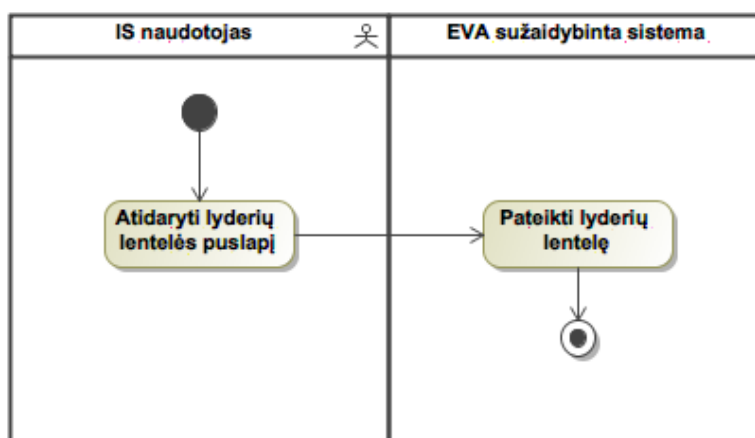 IS naudotojas
EVA sužaidybinta sistema
Atidaryti lyderių
lentelės puslapį
Pateikti lyderių
lentelę